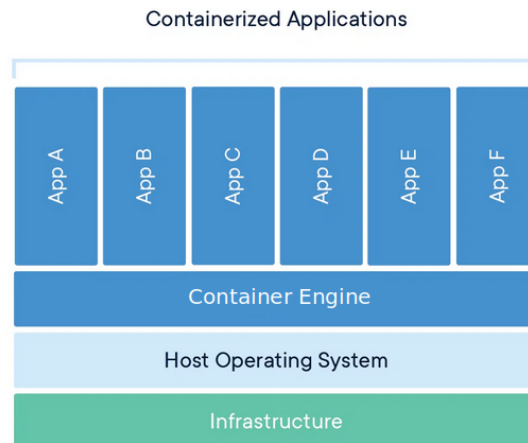 Containerized Applications
App A
App B
App C
App D
App E
App F
Container Engine
Host Operating System
Infrastructure